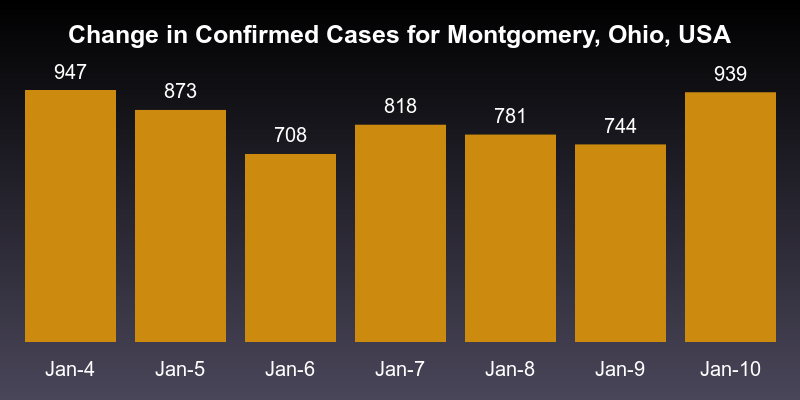 Change in Confirmed Cases for Montgomery, Ohio, USA
947
873
708
818
781
744
939
Jan-4
Jan-5
Jan-6
Jan-7
Jan-8
Jan-9
Jan-10